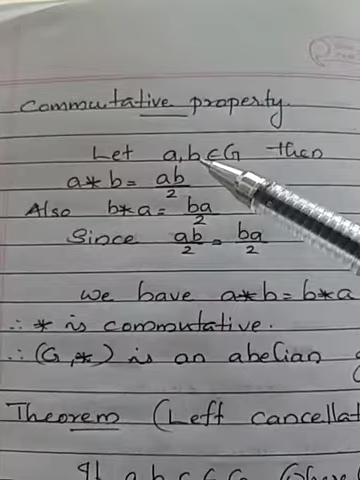 Commutative property.
Let a,b ∈ G then
a * b = ab/2
Also b * a = ba/2
Since ab/2 = ba/2
we have a * b = b * a
∴ * is commutative.
∴ (G, *) is an abelian
Theorem (Left
If a b c ∈ G